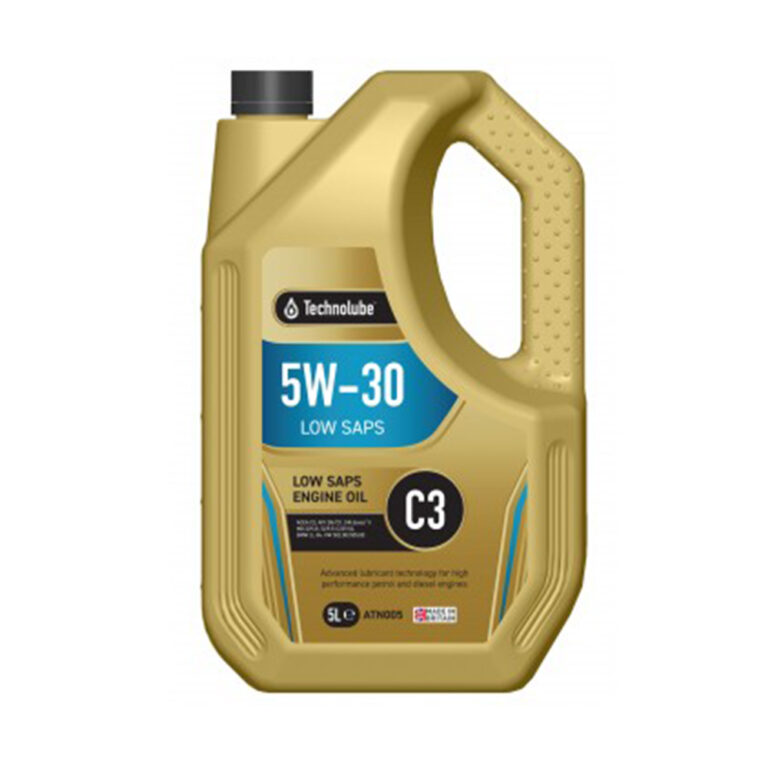 Technolube™
5W-30
LOW SAPS
LOW SAPS
ENGINE OIL
C3
Advanced lubricant technology for high
performance petrol and diesel engines
5L e ATN005
MADE IN
BRITAIN